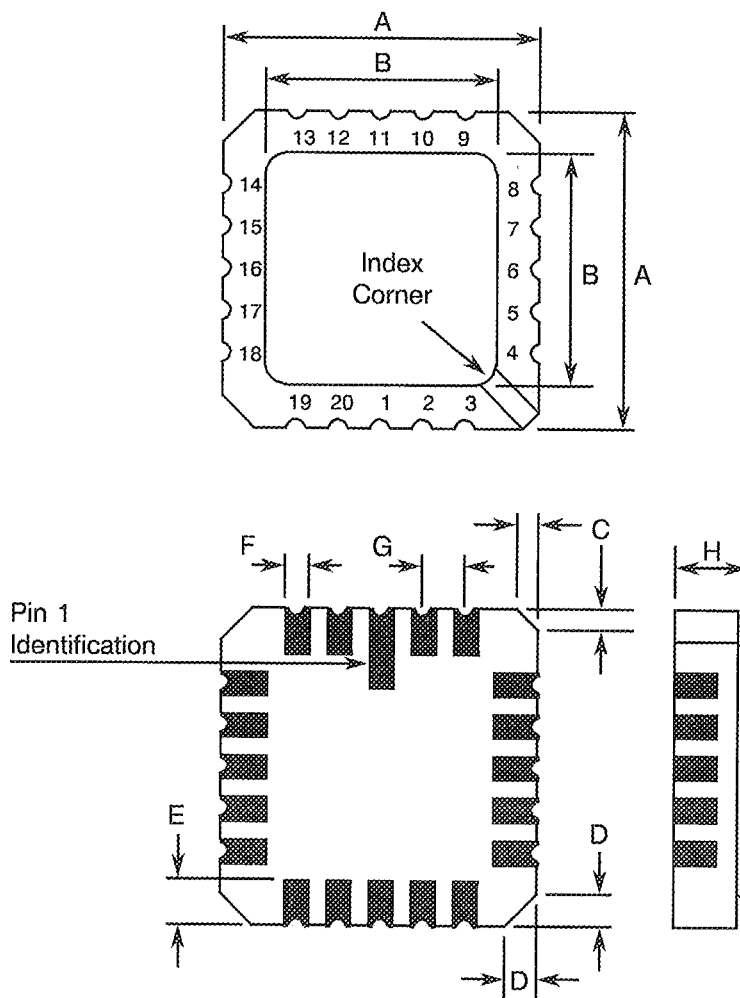 A
B
13 12 11 10 9
14 8
15 7
16 Index 6 B A
Corner
17 5
18 4
19 20 1 2 3
C
F G H
Pin 1
Identification
E D
D